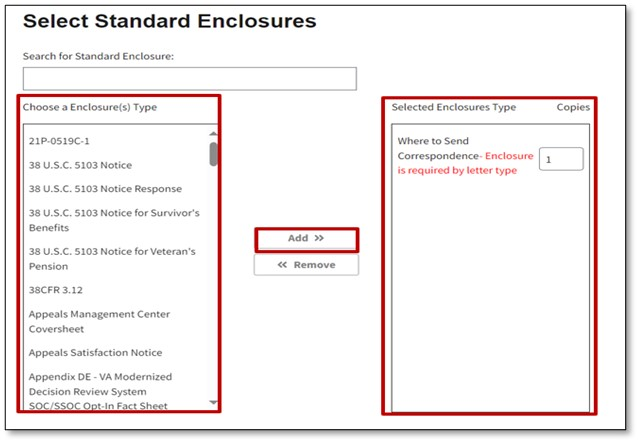 Select Standard Enclosures
Search for Standard Enclosure:
Choose a Enclosure(s) Type
21P-0519C-1
38 U.S.C. 5103 Notice
38 U.S.C. 5103 Notice Response
38 U.S.C. 5103 Notice for Survivor's
Benefits
38 U.S.C. 5103 Notice for Veteran's
Pension
38CFR 3.12
Appeals Management Center
Coversheet
Appeals Satisfaction Notice
Appendix DE - VA Modernized
Decision Review System
SOC/SSOC Opt-In Fact Sheet
Add »
« Remove
Selected Enclosures Type Copies
Where to Send
Correspondence- Enclosure
is required by letter type
1